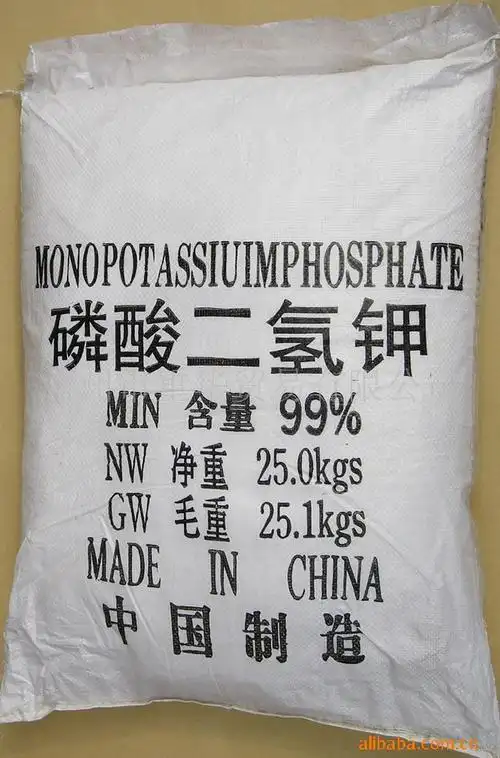 MONOPOTASSIUIMPHOSPHATE
磷酸二氢钾
MIN 含量 99%
NW 净重 25.0kgs
GW 毛重 25.1kgs
MADE IN CHINA
中国制造
alibaba.com.cn